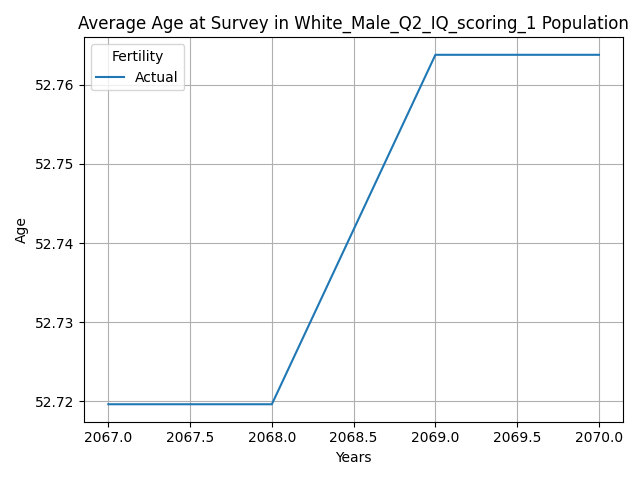 Average Age at Survey in White_Male_Q2_IQ_scoring_1 Population
Fertility
Actual
52.76
52.75
52.74
52.73
52.72
Age
2067.0 2067.5 2068.0 2068.5 2069.0 2069.5 2070.0
Years